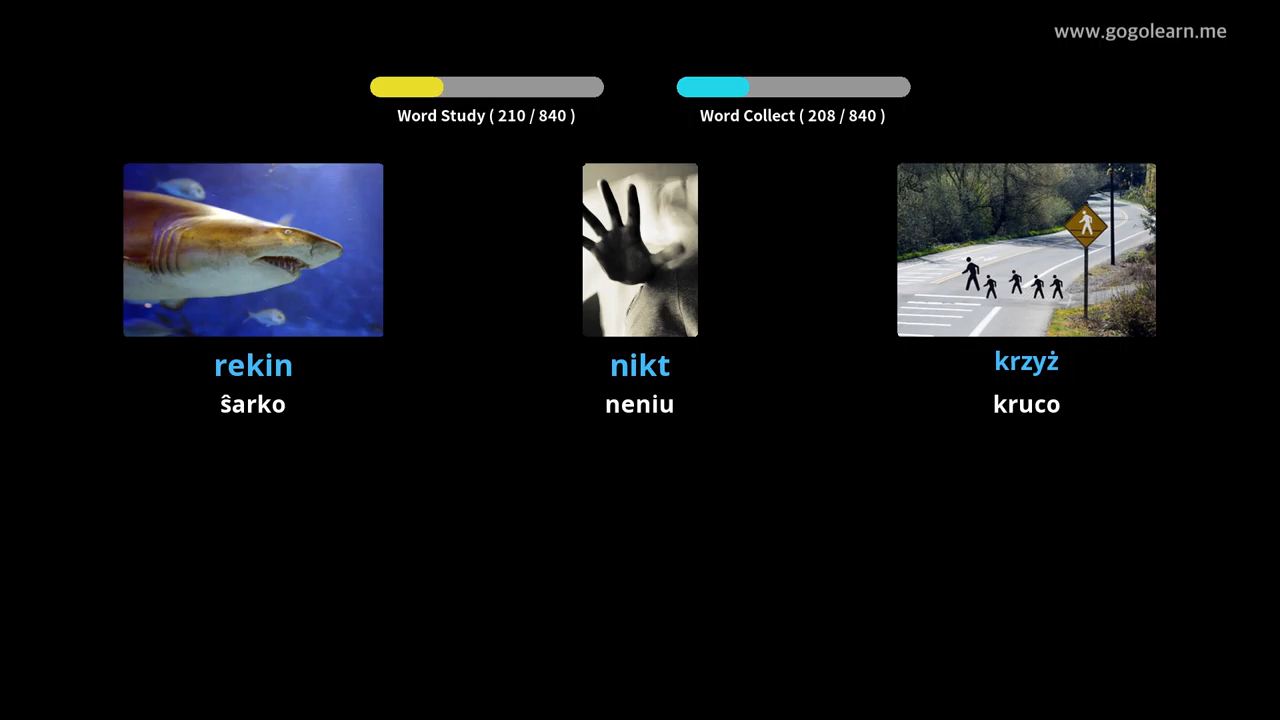 www.gogolearn.me
Word Study ( 210 / 840 )
Word Collect ( 208 / 840 )
rekin
nikt
krzyż
ŝarko
neniu
kruco